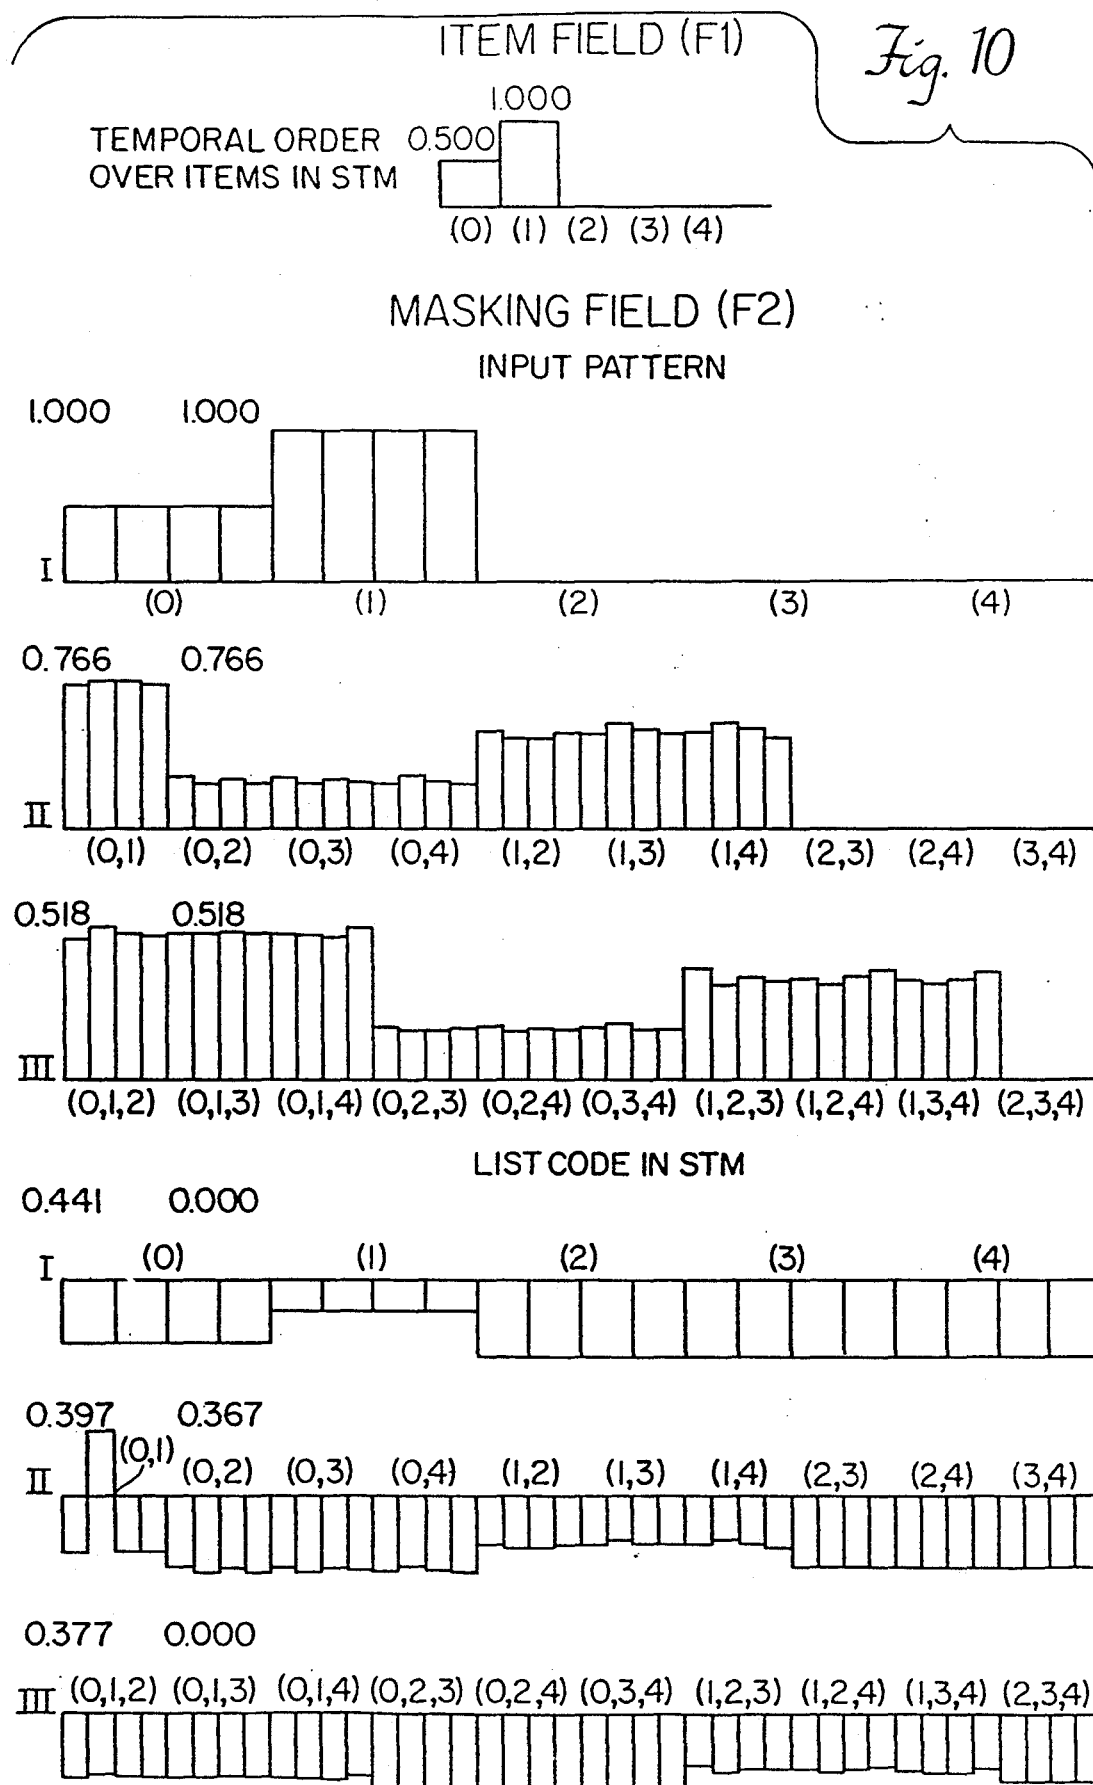 ITEM FIELD (F1)
Fig. 10
1.000
TEMPORAL ORDER 0.500
OVER ITEMS IN STM
(0) (1) (2) (3) (4)
MASKING FIELD (F2)
INPUT PATTERN
1.000 1.000
I
(0) (1) (2) (3) (4)
0.766 0.766
II
(0,1) (0,2) (0,3) (0,4) (1,2) (1,3) (1,4) (2,3) (2,4) (3,4)
0.518 0.518
III
(0,1,2) (0,1,3) (0,1,4) (0,2,3) (0,2,4) (0,3,4) (1,2,3) (1,2,4) (1,3,4) (2,3,4)
LIST CODE IN STM
0.441 0.000
I (0) (1) (2) (3) (4)
0.397 0.367
II (0,1) (0,2) (0,3) (0,4) (1,2) (1,3) (1,4) (2,3) (2,4) (3,4)
0.377 0.000
III (0,1,2) (0,1,3) (0,1,4) (0,2,3) (0,2,4) (0,3,4) (1,2,3) (1,2,4) (1,3,4) (2,3,4)